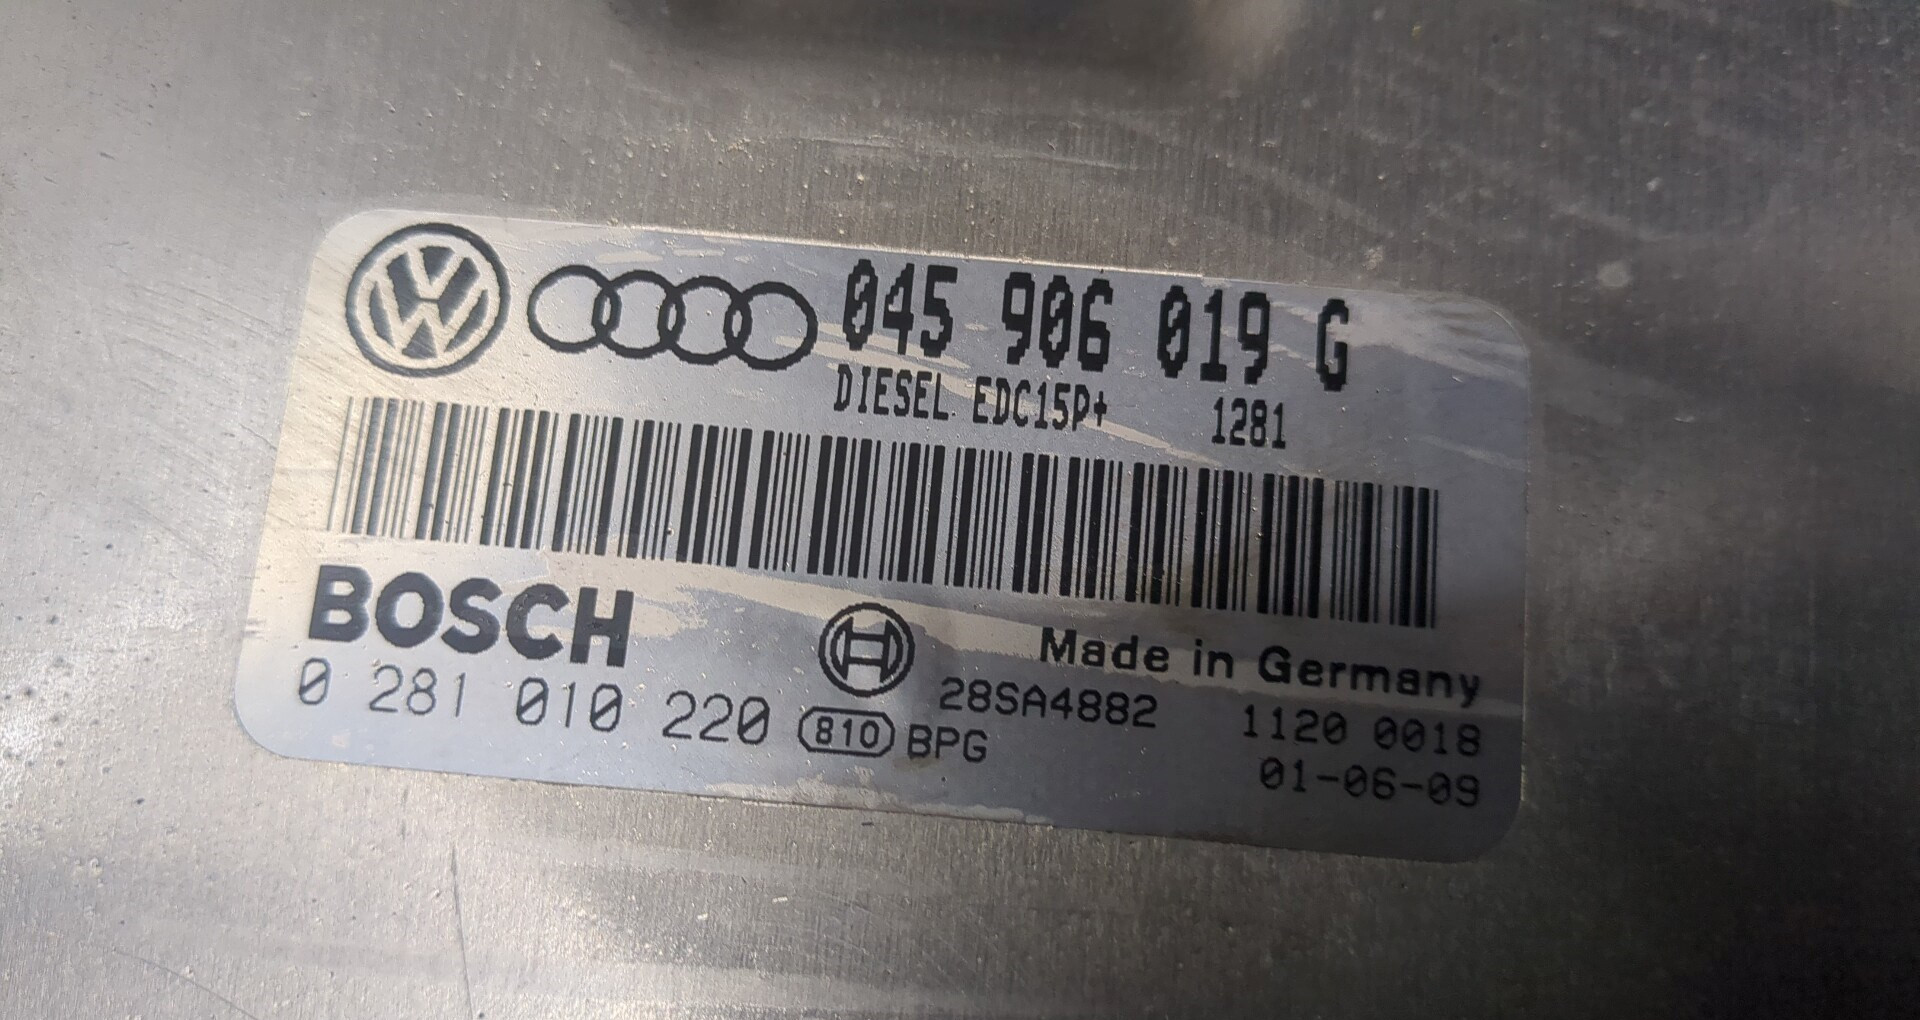 045 906 019 G
DIESEL EDC15P+ 1281
BOSCH
Made in Germany
0 281 010 220 810 BPG
28SA4882 1120 0018
01-06-09